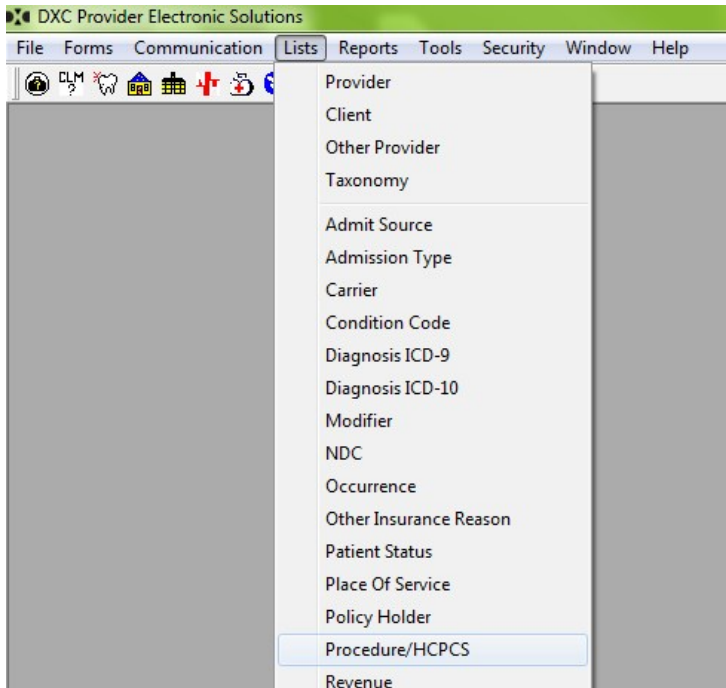 DXC Provider Electronic Solutions
File Forms Communication Lists Reports Tools Security Window Help
CLM
?
Provider
Client
Other Provider
Taxonomy
Admit Source
Admission Type
Carrier
Condition Code
Diagnosis ICD-9
Diagnosis ICD-10
Modifier
NDC
Occurrence
Other Insurance Reason
Patient Status
Place Of Service
Policy Holder
Procedure/HCPCS
Revenue